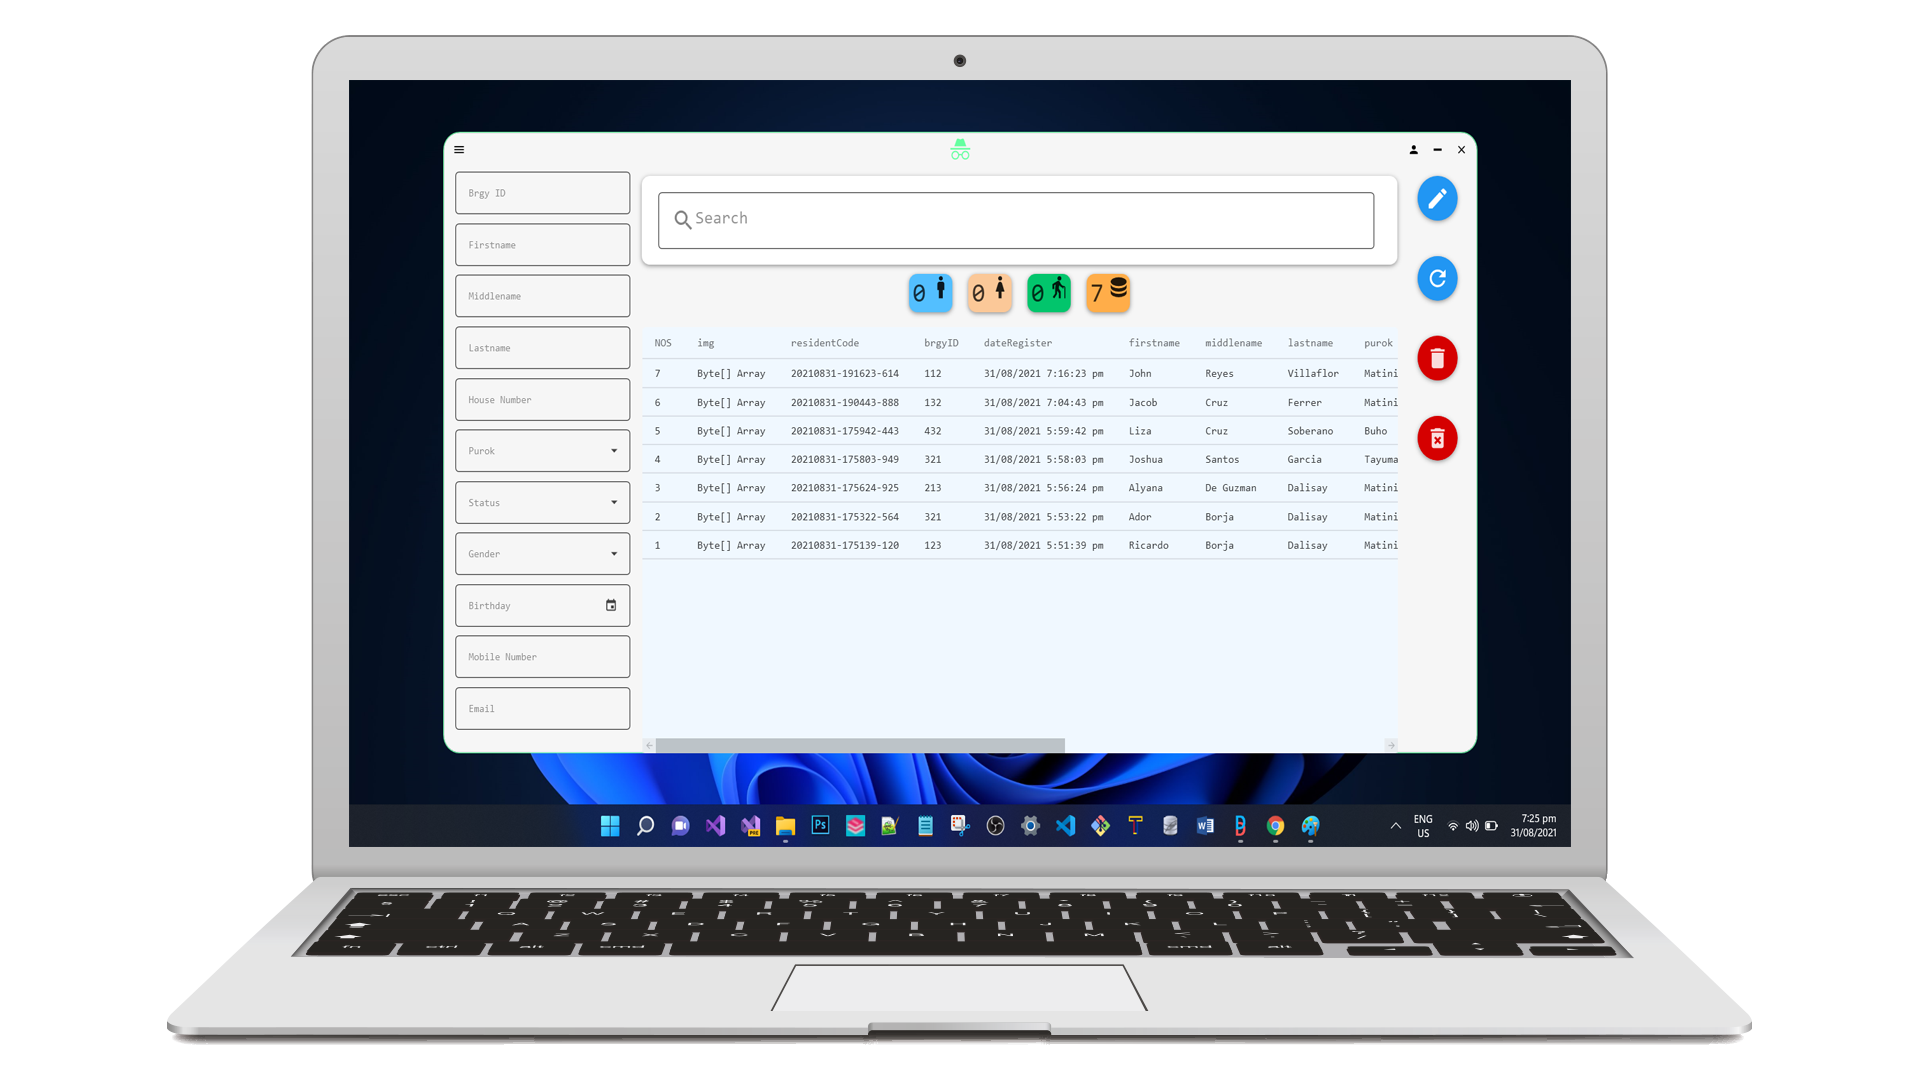 Brgy ID
Firstname
Middlename
Lastname
House Number
Purok
Status
Gender
Birthday
Mobile Number
Email
Search
0 0 0 7
NOS img residentCode brgyID dateRegister firstname middlename lastname purok
7 Byte[] Array 20210831-191623-614 112 31/08/2021 7:16:23 pm John Reyes Villaflor Matini
6 Byte[] Array 20210831-190443-888 132 31/08/2021 7:04:43 pm Jacob Cruz Ferrer Matini
5 Byte[] Array 20210831-175942-443 432 31/08/2021 5:59:42 pm Liza Cruz Soberano Buho
4 Byte[] Array 20210831-175803-949 321 31/08/2021 5:58:03 pm Joshua Santos Garcia Tayuma
3 Byte[] Array 20210831-175624-925 213 31/08/2021 5:56:24 pm Alyana De Guzman Dalisay Matini
2 Byte[] Array 20210831-175322-564 321 31/08/2021 5:53:22 pm Ador Borja Dalisay Matini
1 Byte[] Array 20210831-175139-120 123 31/08/2021 5:51:39 pm Ricardo Borja Dalisay Matini
Ps PRE T W
ENG
US
7:25 pm
31/08/2021
Q W E R T Y U I O P
A S D F G H J K L
Z X C V B N M
fn ctrl alt cmd cmd alt